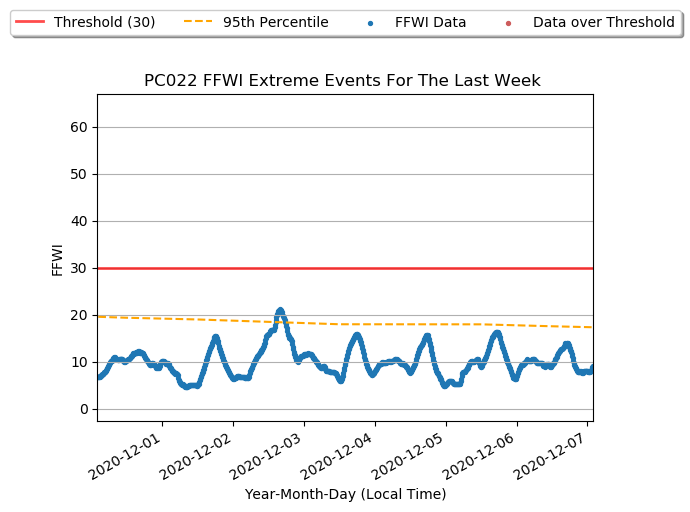 Threshold (30) 95th Percentile FFWI Data Data over Threshold
PC022 FFWI Extreme Events For The Last Week
60
50
40
30
20
10
0
FFWI
2020-12-01 2020-12-02 2020-12-03 2020-12-04 2020-12-05 2020-12-06 2020-12-07
Year-Month-Day (Local Time)